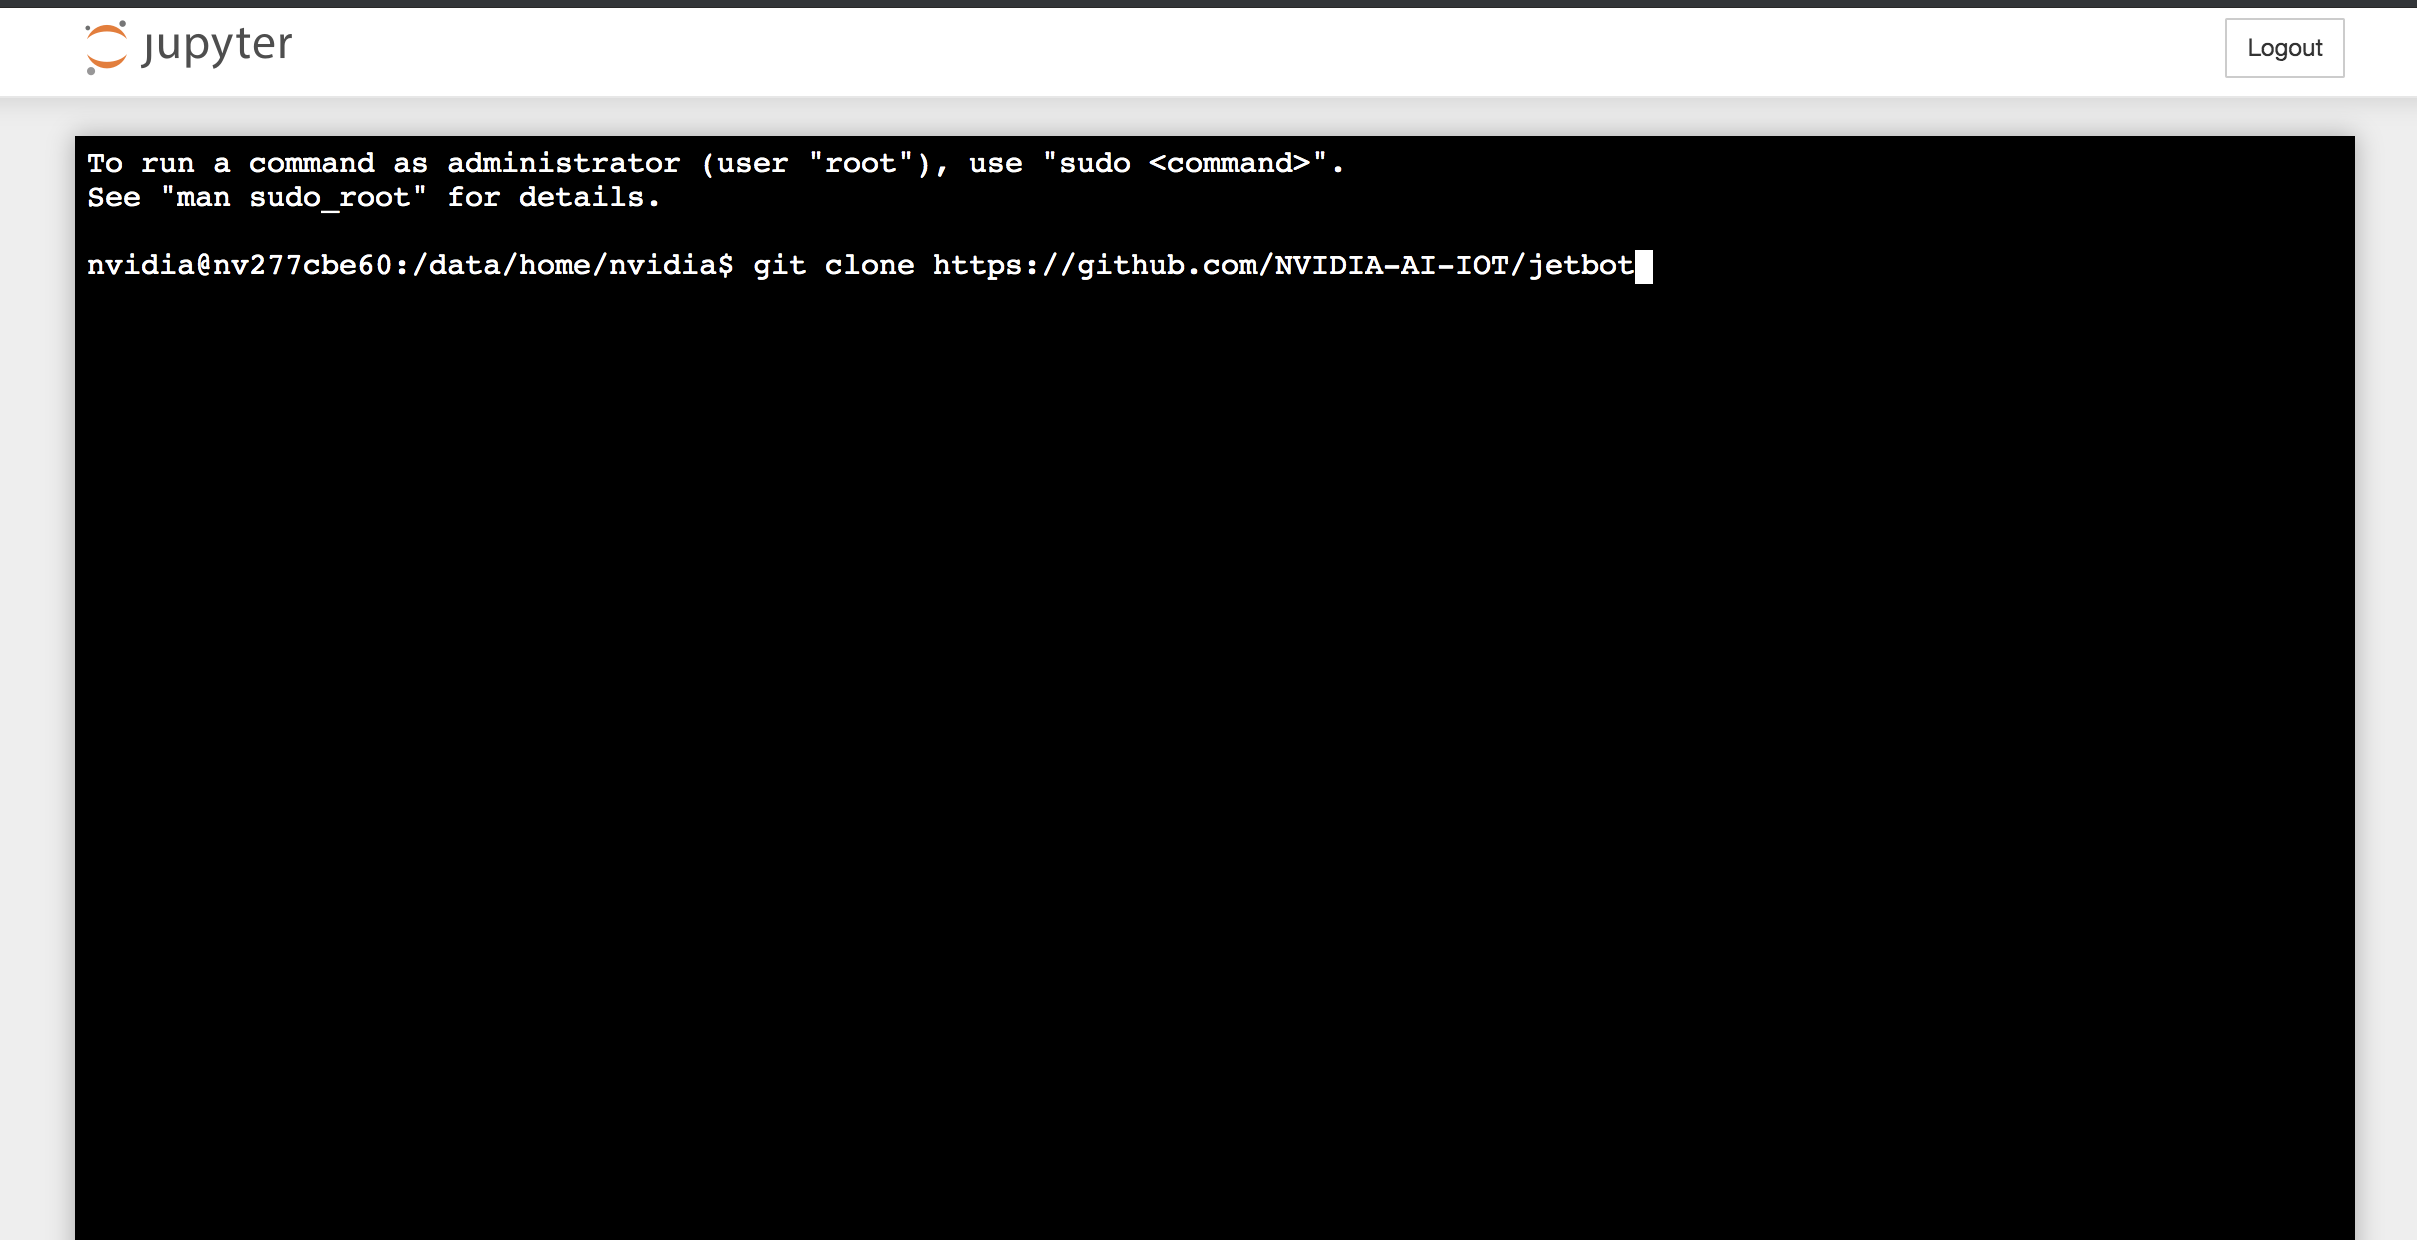 jupyter
Logout
To run a command as administrator (user "root"), use "sudo <command>".
See "man sudo_root" for details.
nvidia@nv277cbe60:/data/home/nvidia$ git clone https://github.com/NVIDIA-AI-IOT/jetbot